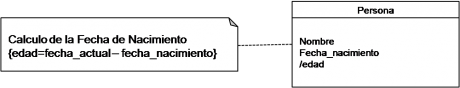 Calculo de la Fecha de Nacimiento
{edad=fecha_actual – fecha_nacimiento}
Persona
Nombre
Fecha_nacimiento
/edad